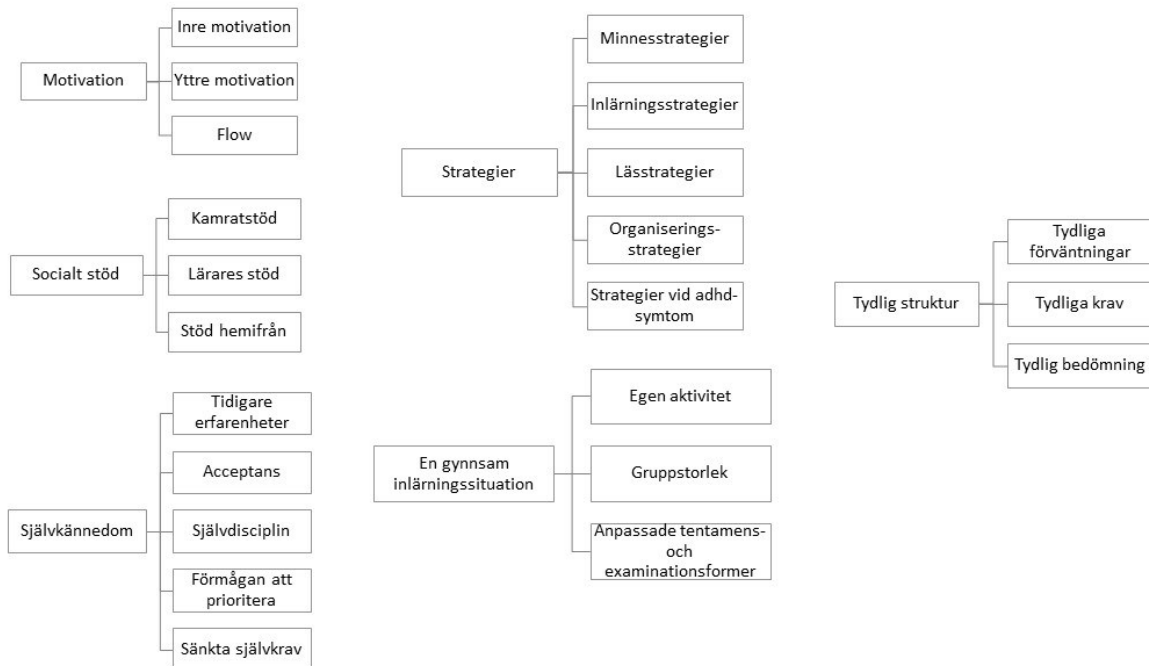 Motivation
Inre motivation
Yttre motivation
Flow
Socialt stöd
Kamratstöd
Lärares stöd
Stöd hemifrån
Självkännedom
Tidigare
erfarenheter
Acceptans
Självdisciplin
Förmågan att
prioritera
Sänkta självkrav
Strategier
Minnesstrategier
Inlärningsstrategier
Lässtrategier
Organiserings-
strategier
Strategier vid adhd-
symtom
En gynnsam
inlärningssituation
Egen aktivitet
Gruppstorlek
Anpassade tentamens-
och
examinationsformer
Tydlig struktur
Tydliga
förväntningar
Tydliga krav
Tydlig bedömning